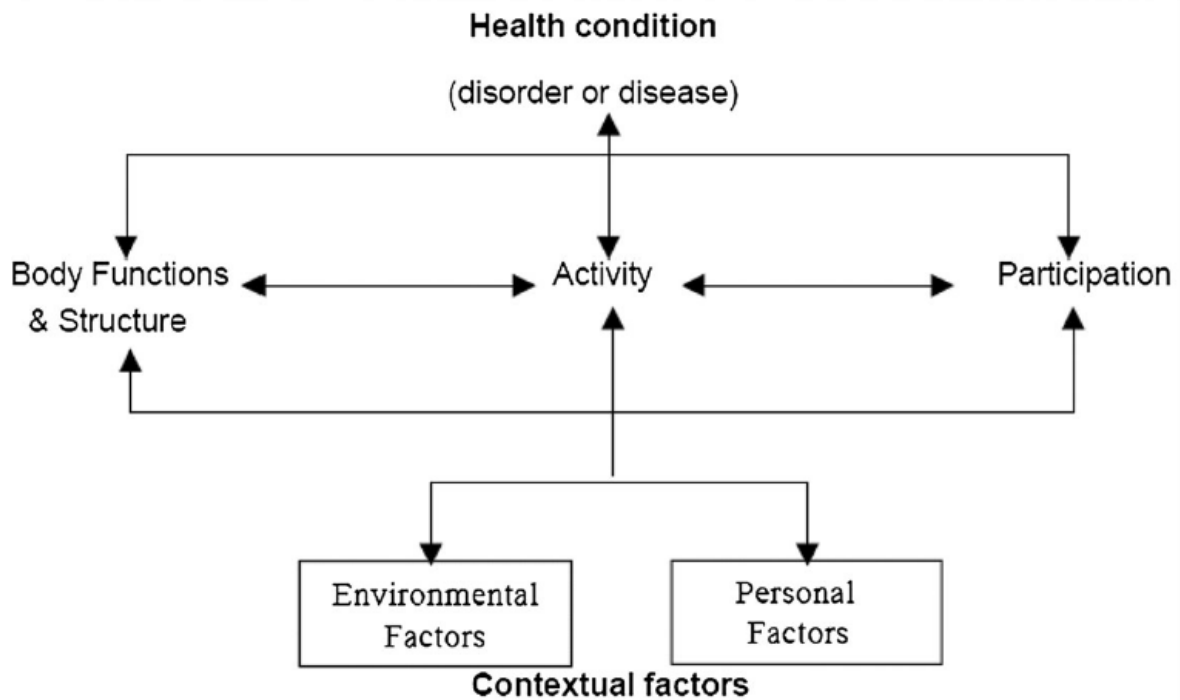 Health condition
(disorder or disease)
Body Functions
& Structure
Activity
Participation
Environmental
Factors
Personal
Factors
Contextual factors